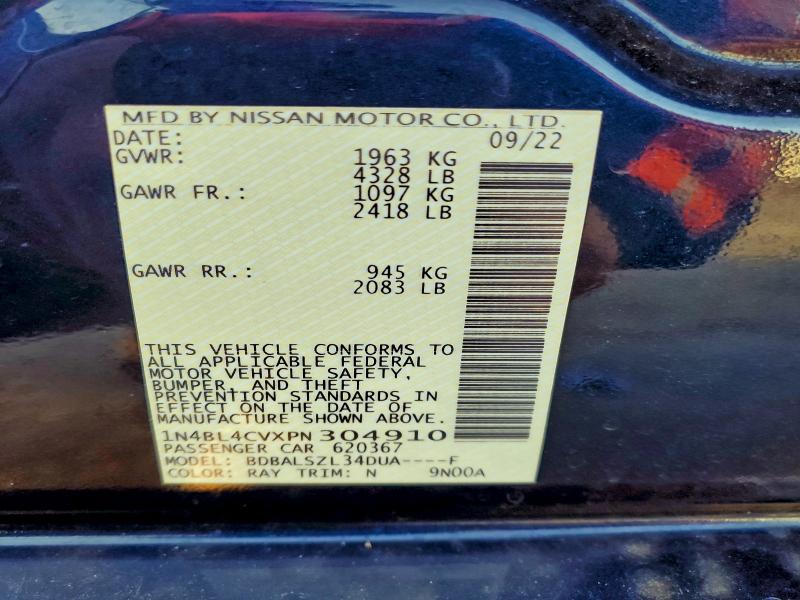 MFD BY NISSAN MOTOR CO., LTD.
DATE: 09/22
GVWR: 1963 KG
4328 LB
GAWR FR.: 1097 KG
2418 LB
GAWR RR.: 945 KG
2083 LB
THIS VEHICLE CONFORMS TO
ALL APPLICABLE FEDERAL
MOTOR VEHICLE SAFETY,
BUMPER, AND THEFT
PREVENTION STANDARDS IN
EFFECT ON THE DATE OF
MANUFACTURE SHOWN ABOVE.
1N4BL4CVXPN304910
PASSENGER CAR 620367
MODEL: BDBALSZL34DUA----F
COLOR: RAY TRIM: N 9N00A